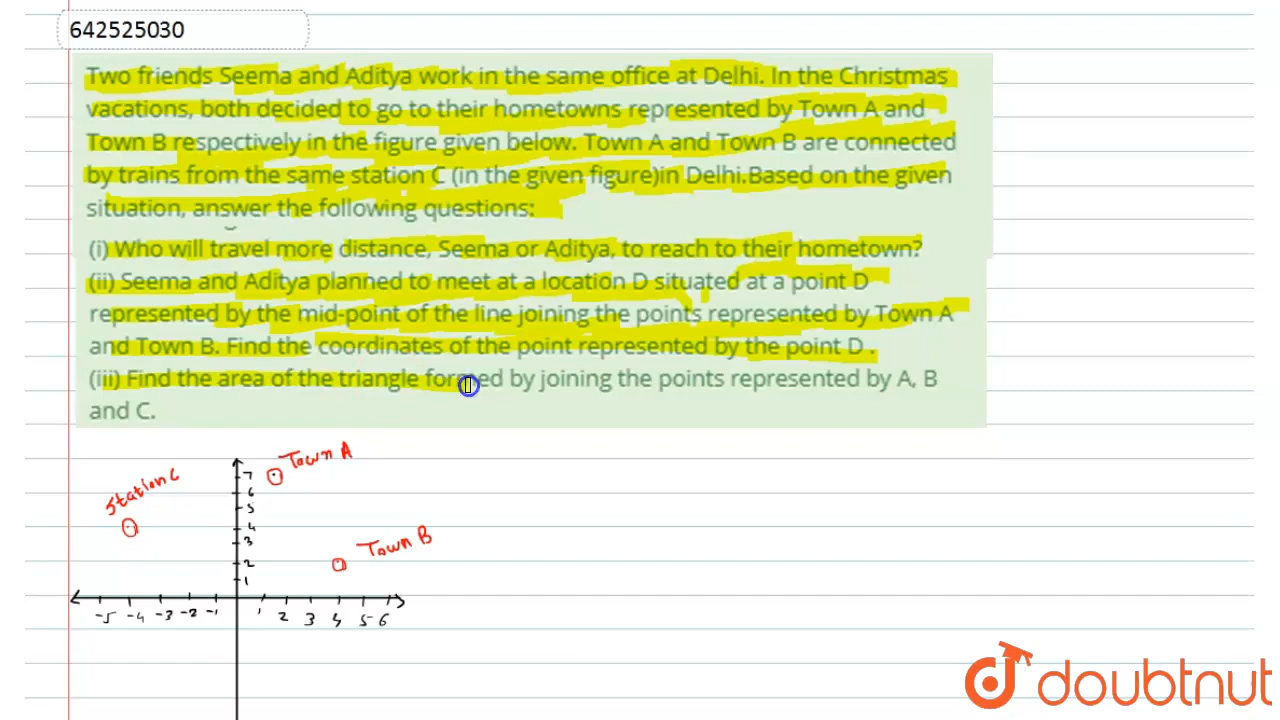 642525030
Two friends Seema and Aditya work in the same office at Delhi. In the Christmas
vacations, both decided to go to their hometowns represented by Town A and
Town B respectively in the figure given below. Town A and Town B are connected
by trains from the same station C (in the given figure)in Delhi.Based on the given
situation, answer the following questions:
(i) Who will travel more distance, Seema or Aditya, to reach to their hometown?
(ii) Seema and Aditya planned to meet at a location D situated at a point D
represented by the mid-point of the line joining the points represented by Town A
and Town B. Find the coordinates of the point represented by the point D .
(iii) Find the area of the triangle formed by joining the points represented by A, B
and C.
Station C
Town A
Town B
7
6
5
4
3
2
1
-5 -4 -3 -2 -1 1 2 3 4 5 6
doubtnut